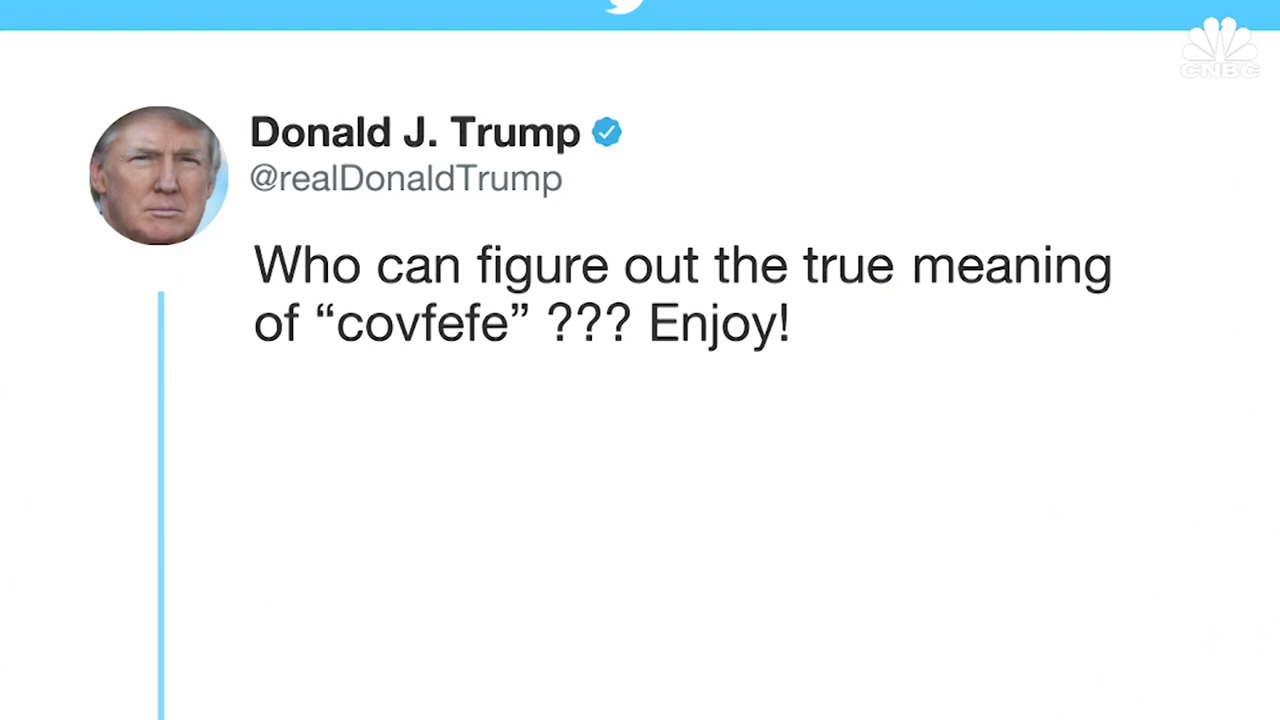 CNBC
Donald J. Trump
@realDonaldTrump
Who can figure out the true meaning
of “covfefe” ??? Enjoy!